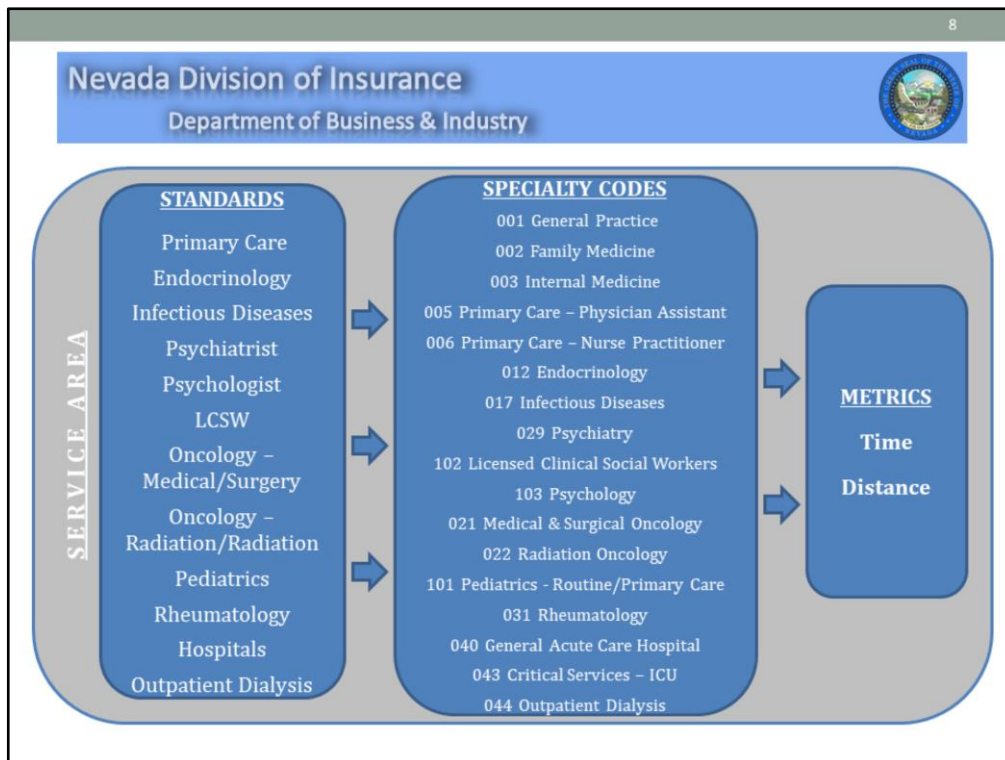 8
Nevada Division of Insurance
Department of Business & Industry
SERVICE AREA
STANDARDS
Primary Care
Endocrinology
Infectious Diseases
Psychiatrist
Psychologist
LCSW
Oncology –
Medical/Surgery
Oncology –
Radiation/Radiation
Pediatrics
Rheumatology
Hospitals
Outpatient Dialysis
SPECIALTY CODES
001 General Practice
002 Family Medicine
003 Internal Medicine
005 Primary Care – Physician Assistant
006 Primary Care – Nurse Practitioner
012 Endocrinology
017 Infectious Diseases
029 Psychiatry
102 Licensed Clinical Social Workers
103 Psychology
021 Medical & Surgical Oncology
022 Radiation Oncology
101 Pediatrics - Routine/Primary Care
031 Rheumatology
040 General Acute Care Hospital
043 Critical Services – ICU
044 Outpatient Dialysis
METRICS
Time
Distance